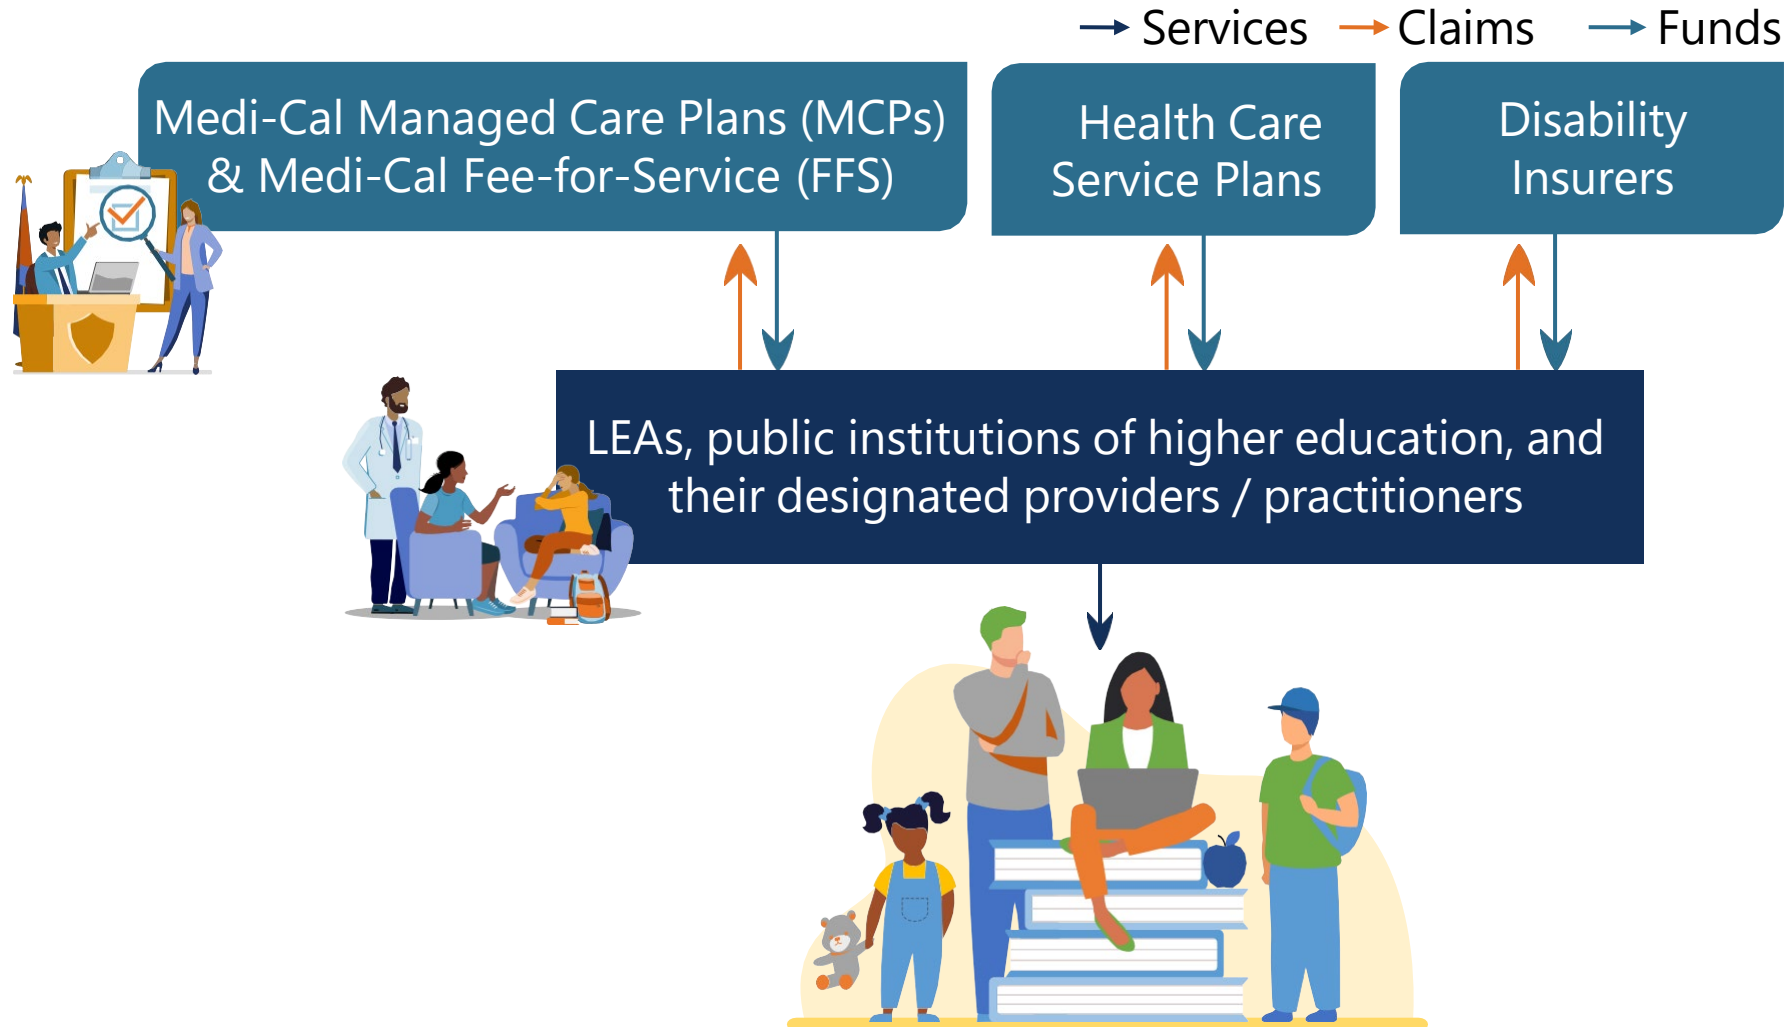 Services Claims Funds
Medi-Cal Managed Care Plans (MCPs)
& Medi-Cal Fee-for-Service (FFS)
Health Care
Service Plans
Disability
Insurers
LEAs, public institutions of higher education, and
their designated providers / practitioners